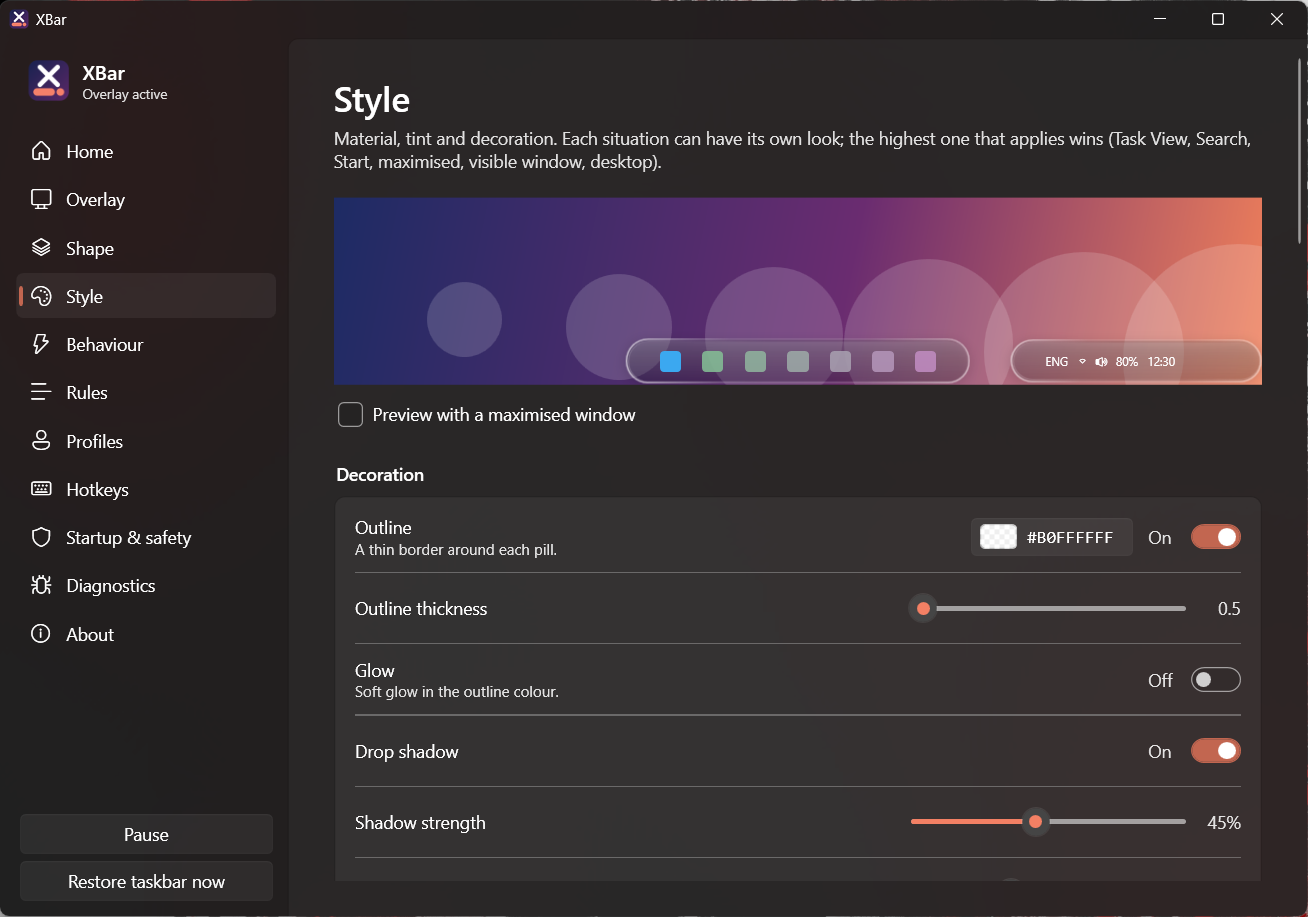 XBar
XBar
Overlay active
Home
Overlay
Shape
Style
Behaviour
Rules
Profiles
Hotkeys
Startup & safety
Diagnostics
About
Pause
Restore taskbar now
Style
Material, tint and decoration. Each situation can have its own look; the highest one that applies wins (Task View, Search,
Start, maximised, visible window, desktop).
ENG 80% 12:30
Preview with a maximised window
Decoration
Outline
A thin border around each pill.
#B0FFFFFF On
Outline thickness 0.5
Glow
Soft glow in the outline colour.
Off
Drop shadow On
Shadow strength 45%